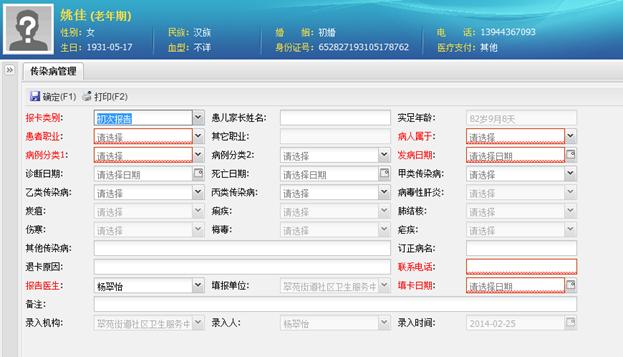 姚佳 (老年期)
性别: 女 民族: 汉族 婚 姻: 初婚 电 话: 13944367093
生日: 1931-05-17 血型: 不详 身份证号: 652827193105178762 医疗支付: 其他
传染病管理
确定(F1) 打印(F2)
报卡类别: 初次报告 患儿家长姓名: 实足年龄: 82岁9月8天
患者职业: 请选择 其它职业: 病人属于: 请选择
病例分类1: 请选择 病例分类2: 请选择 发病日期: 请选择日期
诊断日期: 请选择日期 死亡日期: 请选择日期 甲类传染病: 请选择
乙类传染病: 请选择 丙类传染病: 请选择 病毒性肝炎: 请选择
炭疽: 请选择 痢疾: 请选择 肺结核: 请选择
伤寒: 请选择 梅毒: 请选择 疟疾: 请选择
其他传染病: 订正病名:
退卡原因: 联系电话:
报告医生: 杨翠怡 填报单位: 翠苑街道社区卫生服务中 填卡日期: 请选择日期
备注:
录入机构: 翠苑街道社区卫生服务中 录入人: 杨翠怡 录入时间: 2014-02-25